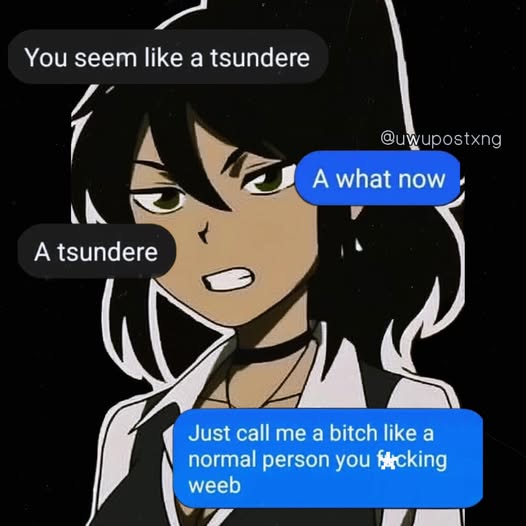 You seem like a tsundere
@uwupostxng
A what now
A tsundere
Just call me a bitch like a
normal person you f*cking
weeb